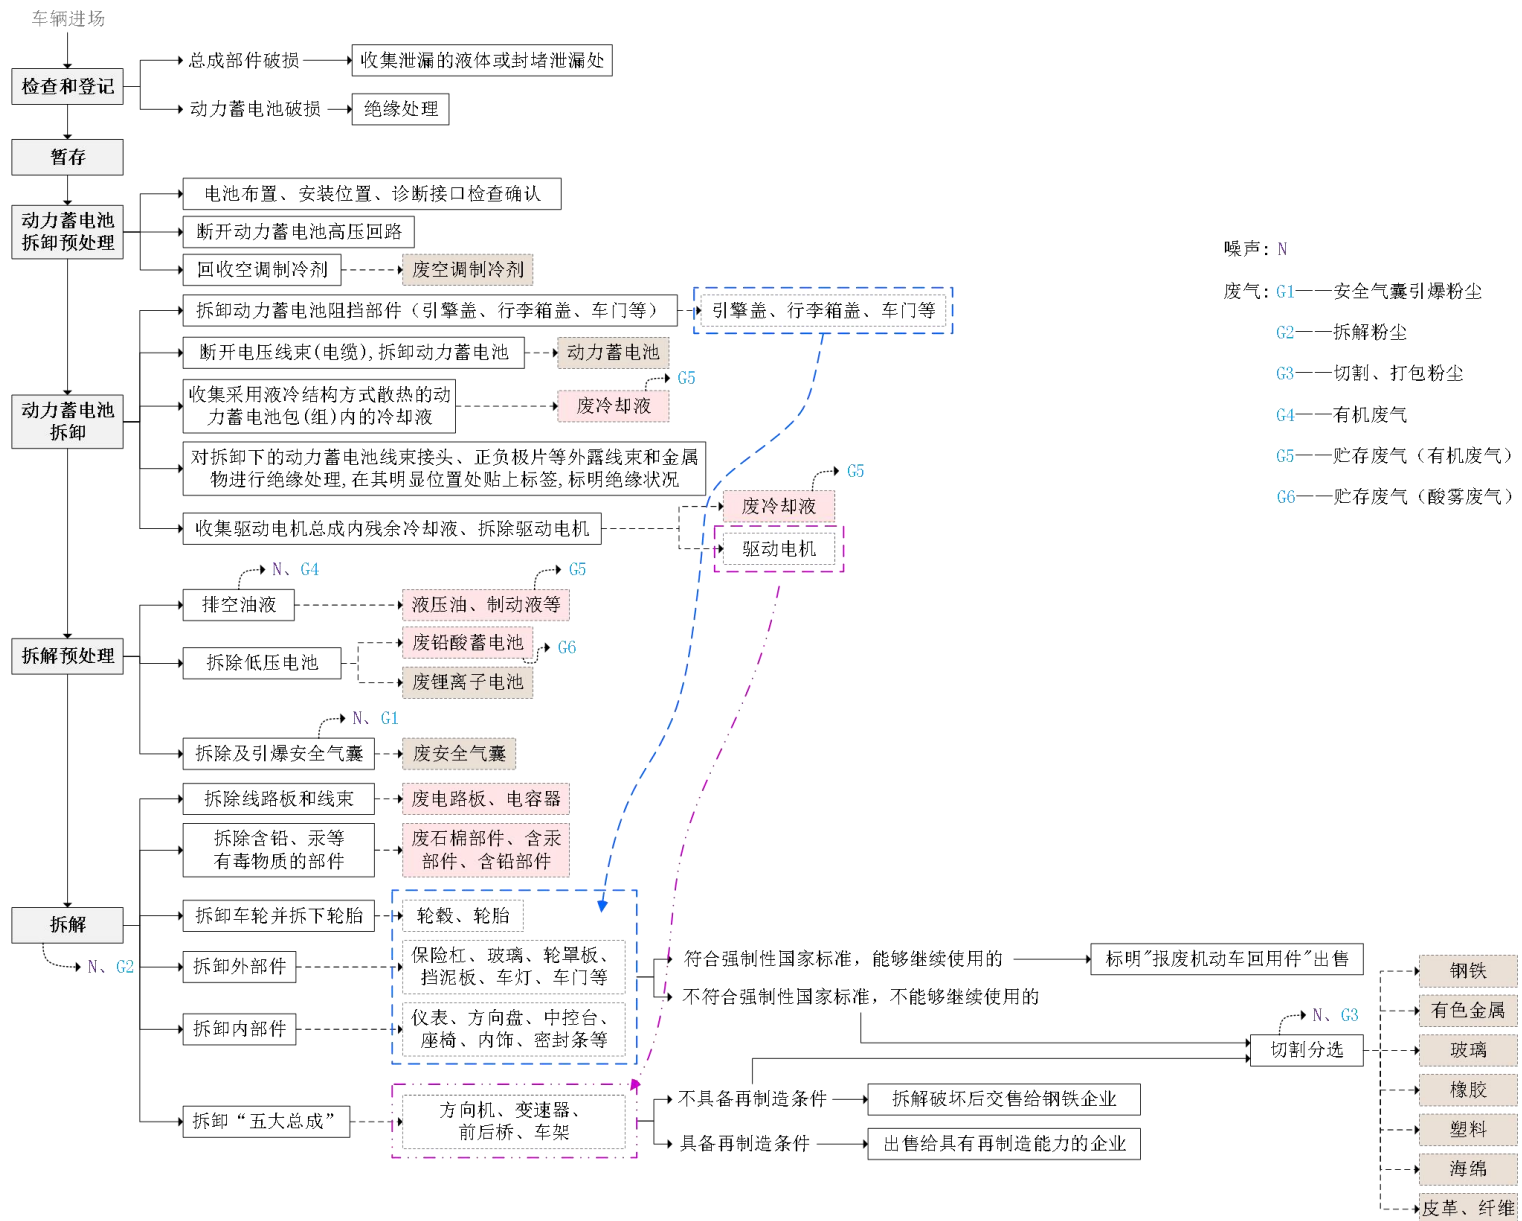 车辆进场
检查和登记
总成部件破损
收集泄漏的液体或封堵泄漏处
动力蓄电池破损
绝缘处理
暂存
动力蓄电池
拆卸预处理
电池布置、安装位置、诊断接口检查确认
断开动力蓄电池高压回路
回收空调制冷剂
废空调制冷剂
动力蓄电池
拆卸
拆卸动力蓄电池阻挡部件（引擎盖、行李箱盖、车门等）
引擎盖、行李箱盖、车门等
断开电压线束(电缆),拆卸动力蓄电池
动力蓄电池
收集采用液冷结构方式散热的动
力蓄电池包(组)内的冷却液
废冷却液
G5
对拆卸下的动力蓄电池线束接头、正负极片等外露线束和金属
物进行绝缘处理,在其明显位置处贴上标签,标明绝缘状况
收集驱动电机总成内残余冷却液、拆除驱动电机
废冷却液
G5
驱动电机
拆解预处理
排空油液
N、G4
液压油、制动液等
G5
拆除低压电池
废铅酸蓄电池
G6
废锂离子电池
拆除及引爆安全气囊
N、G1
废安全气囊
拆解
N、G2
拆除线路板和线束
废电路板、电容器
拆除含铅、汞等
有毒物质的部件
废石棉部件、含汞
部件、含铅部件
拆卸车轮并拆下轮胎
轮毂、轮胎
拆卸外部件
保险杠、玻璃、轮罩板、
挡泥板、车灯、车门等
拆卸内部件
仪表、方向盘、中控台、
座椅、内饰、密封条等
符合强制性国家标准，能够继续使用的
标明"报废机动车回用件"出售
不符合强制性国家标准，不能够继续使用的
拆卸“五大总成”
方向机、变速器、
前后桥、车架
不具备再制造条件
拆解破坏后交售给钢铁企业
具备再制造条件
出售给具有再制造能力的企业
切割分选
N、G3
钢铁
有色金属
玻璃
橡胶
塑料
海绵
皮革、纤维
噪声：N
废气：G1——安全气囊引爆粉尘
G2——拆解粉尘
G3——切割、打包粉尘
G4——有机废气
G5——贮存废气（有机废气）
G6——贮存废气（酸雾废气）